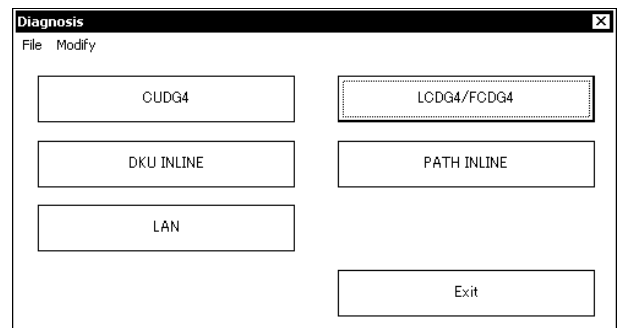 Diagnosis
File Modify
CUDG4 LCDG4/FCDG4
DKU INLINE PATH INLINE
LAN
Exit